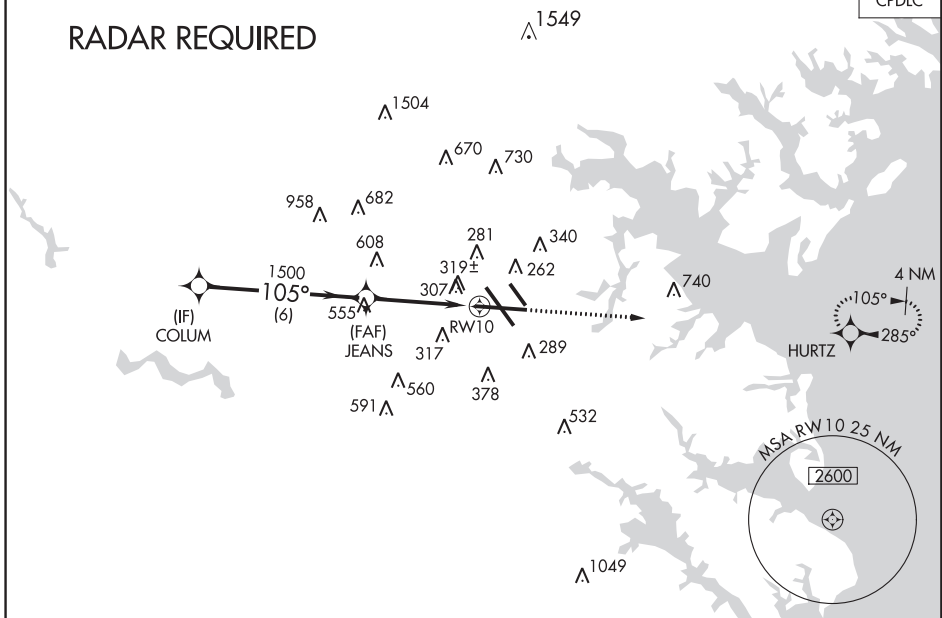 CPDLC
RADAR REQUIRED
1549
1504
670
730
958
682
281
340
608
319±
262
1500
307
740
4 NM
105°
105°
(6)
555
(IF)
COLUM
(FAF)
JEANS
RW10
285°
HURTZ
317
289
560
378
591
532
MSA RW10 25 NM
2600
1049